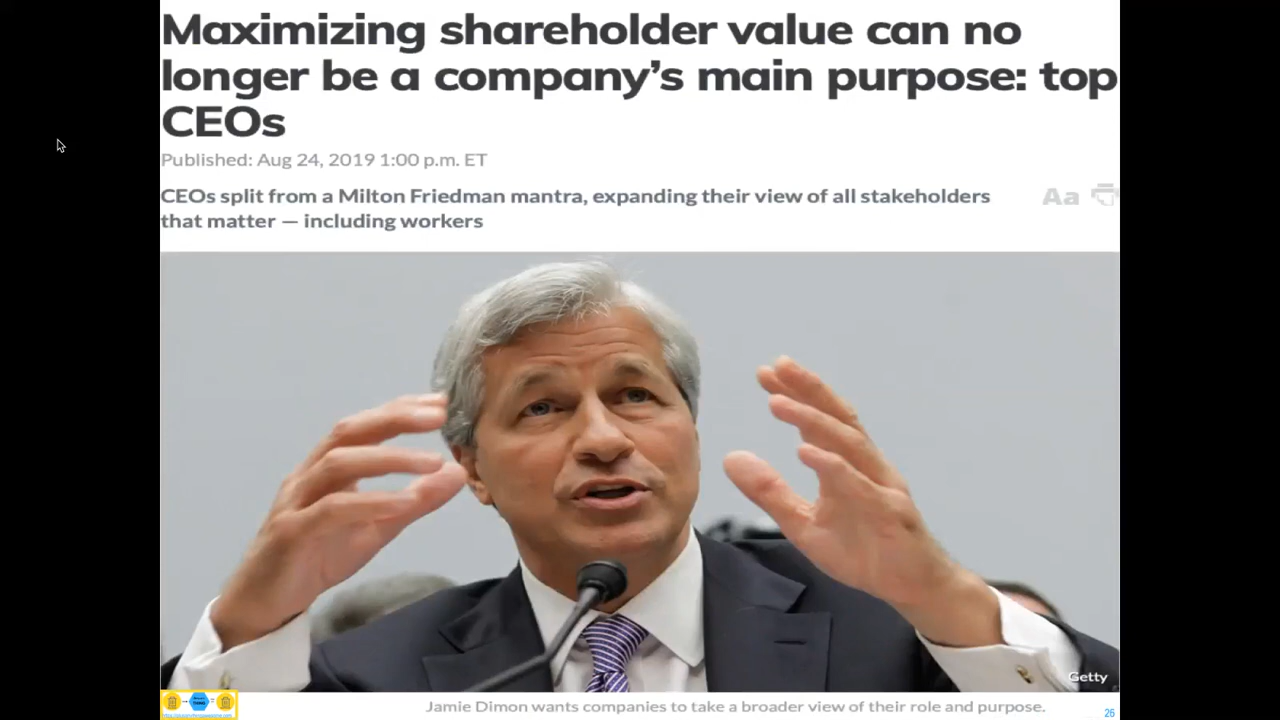 Maximizing shareholder value can no
longer be a company's main purpose: top
CEOs
Published: Aug 24, 2019 1:00 p.m. ET
CEOs split from a Milton Friedman mantra, expanding their view of all stakeholders
that matter — including workers
Aa
Getty
Jamie Dimon wants companies to take a broader view of their role and purpose.
26